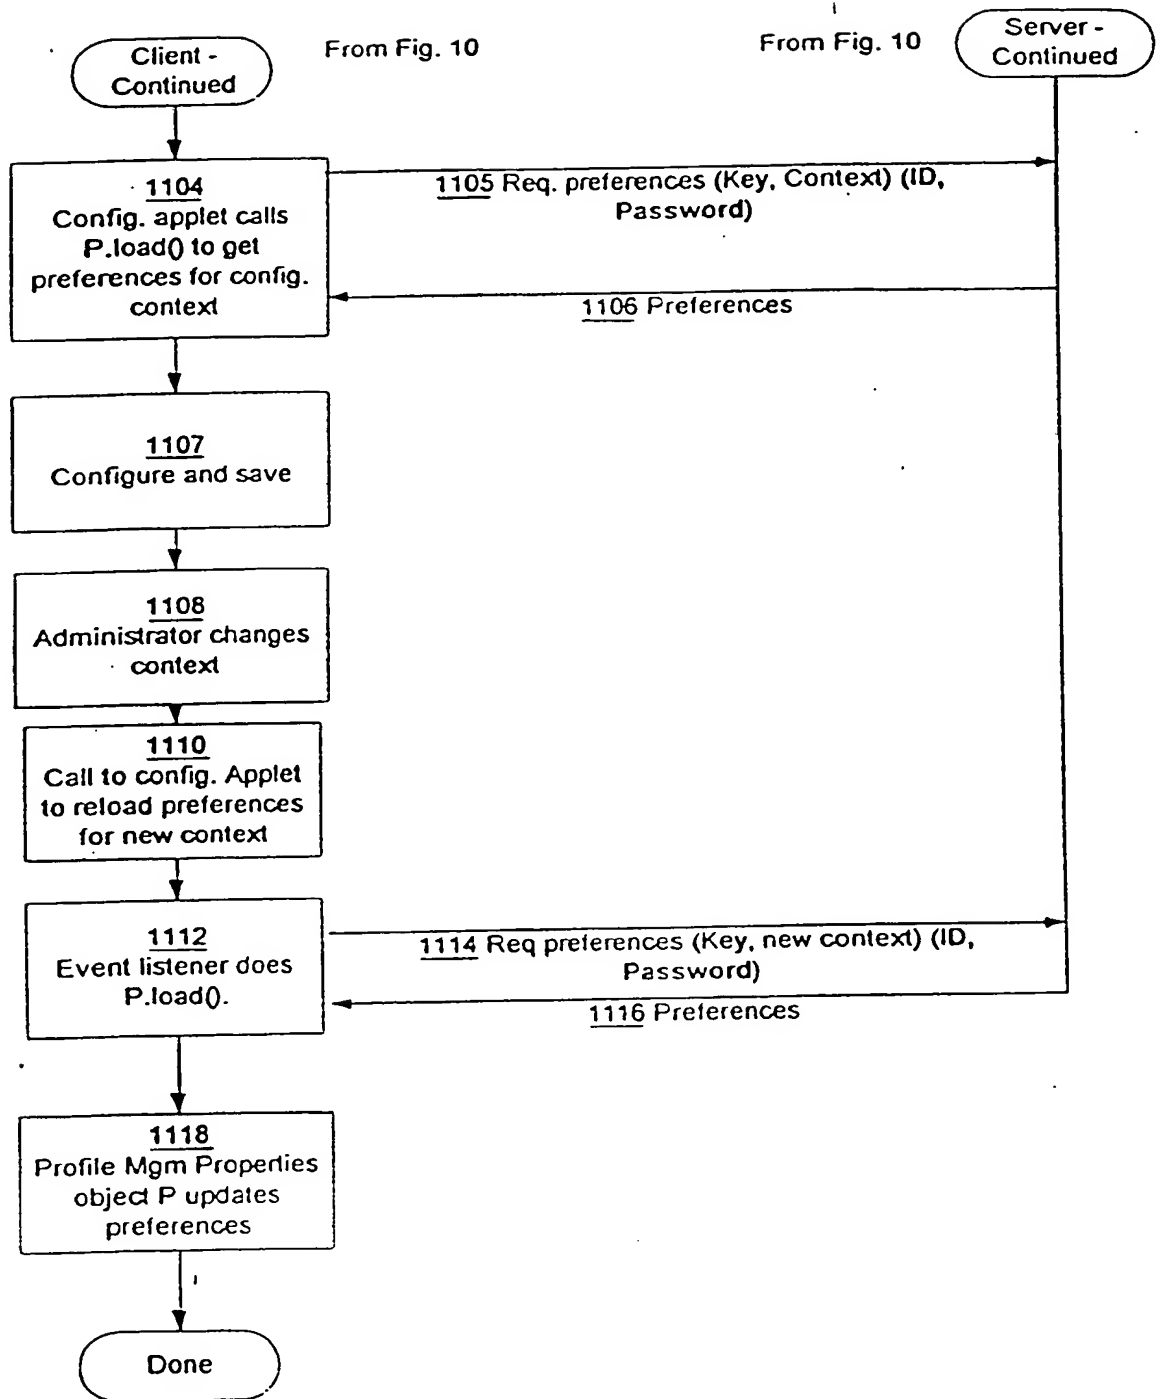 Client -
Continued
From Fig. 10
From Fig. 10
Server -
Continued
1104
Config. applet calls
P.load() to get
preferences for config.
context
1105 Req. preferences (Key, Context) (ID,
Password)
1106 Preferences
1107
Configure and save
1108
Administrator changes
context
1110
Call to config. Applet
to reload preferences
for new context
1112
Event listener does
P.load().
1114 Req preferences (Key, new context) (ID,
Password)
1116 Preferences
1118
Profile Mgm Properties
object P updates
preferences
Done